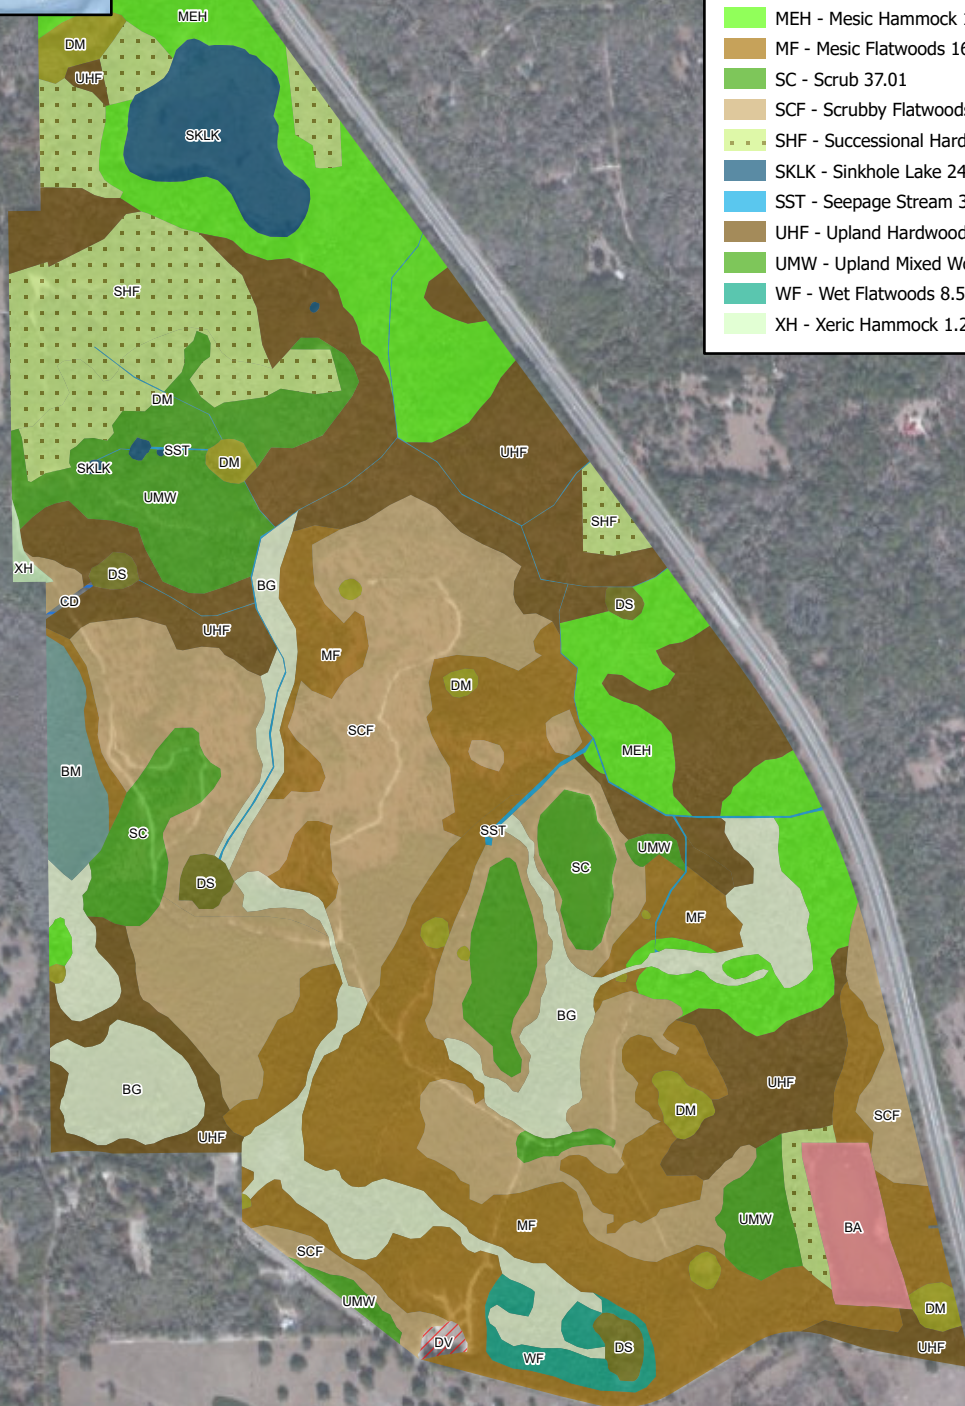 MEH - Mesic Hammock
MF - Mesic Flatwoods 16
SC - Scrub 37.01
SCF - Scrubby Flatwoods
SHF - Successional Hard
SKLK - Sinkhole Lake 24
SST - Seepage Stream 3
UHF - Upland Hardwood
UMW - Upland Mixed Wo
WF - Wet Flatwoods 8.5
XH - Xeric Hammock 1.2
MEH
DM
UHF
SKLK
SHF
DM
SST
DM
SKLK
UMW
UHF
SHF
XH
DS
CD
BG
DS
UHF
MF
DM
SCF
MEH
BM
SC
SST
UMW
SC
DS
MF
BG
BG
UHF
DM
SCF
UHF
UMW
BA
MF
SCF
UMW
DM
DV
WF
DS
UHF